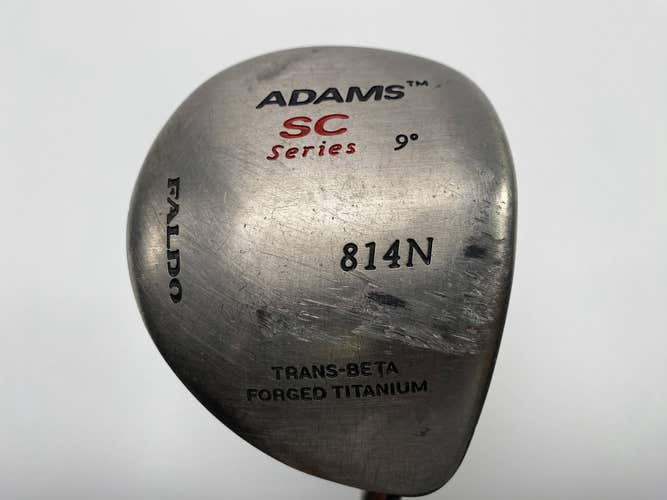 ADAMS™
SC
Series 9°
FALDO
814N
TRANS-BETA
FORGED TITANIUM